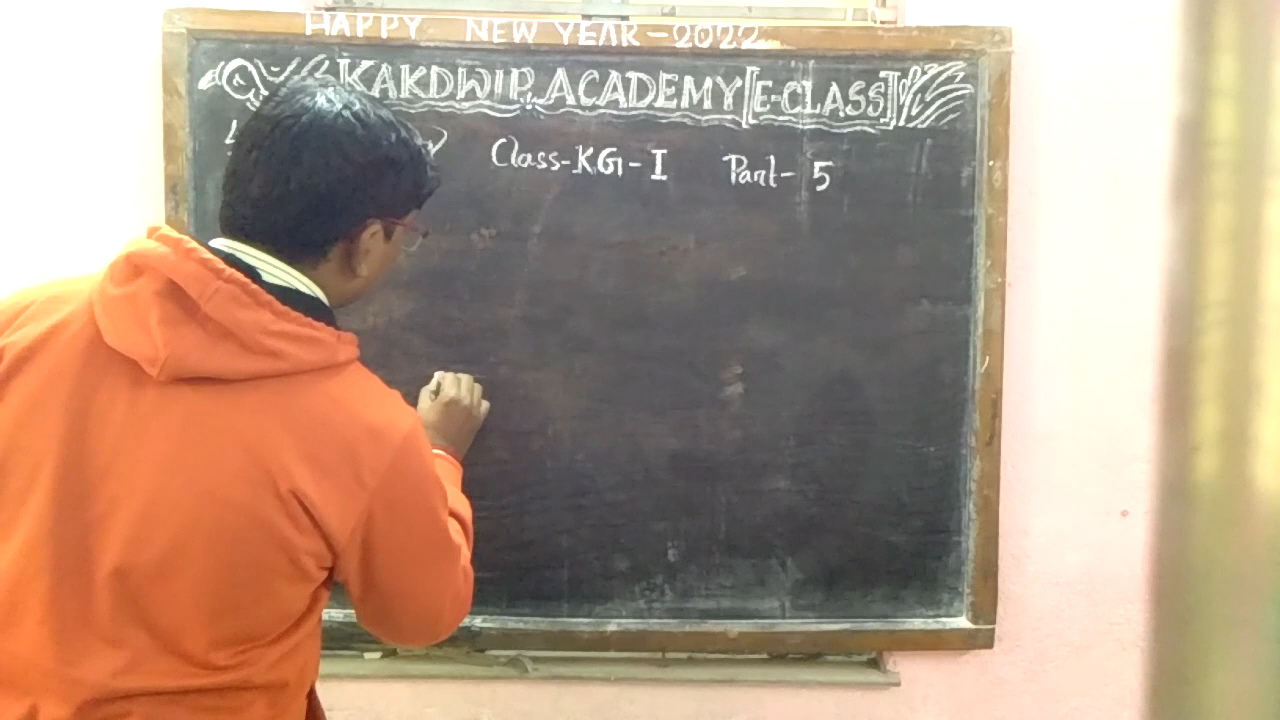 HAPPY NEW YEAR-2022
KAKDWIP ACADEMY [E-CLASS]
Class-KG-I Part-5